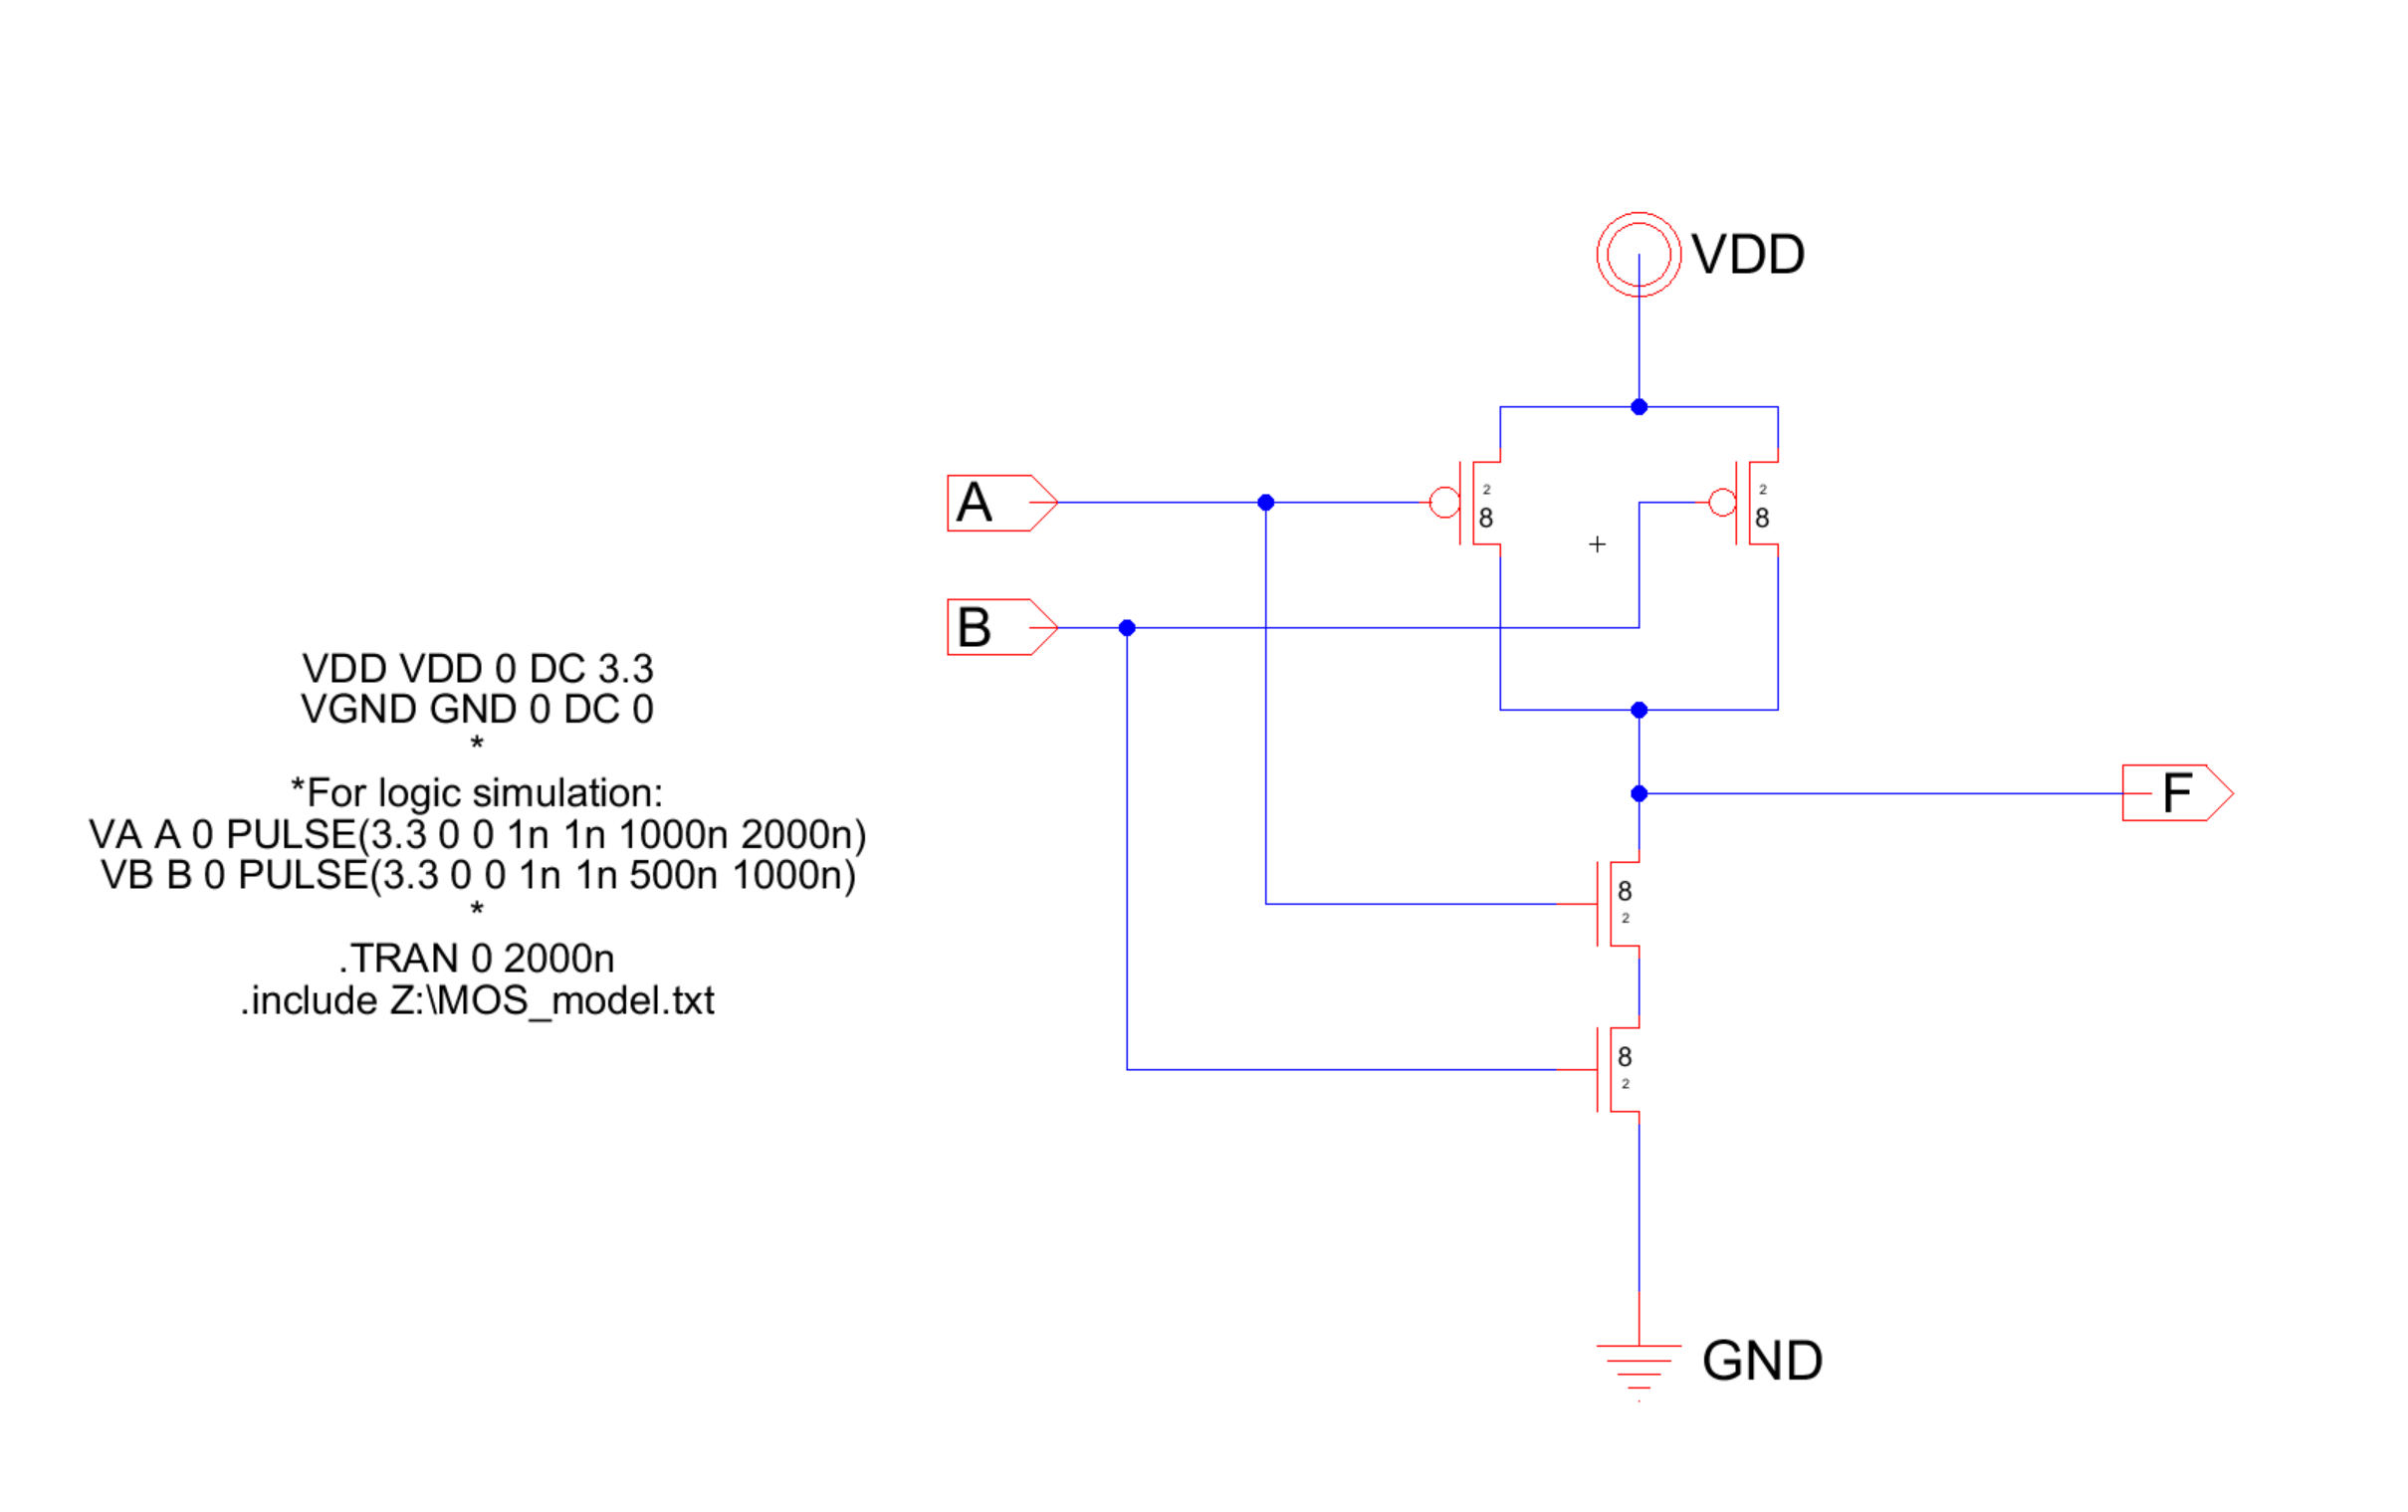 VDD
2
8
2
8
A
B
VDD VDD 0 DC 3.3
VGND GND 0 DC 0
*
*For logic simulation:
VA A 0 PULSE(3.3 0 0 1n 1n 1000n 2000n)
VB B 0 PULSE(3.3 0 0 1n 1n 500n 1000n)
*
.TRAN 0 2000n
.include Z:\MOS_model.txt
F
8
2
8
2
GND